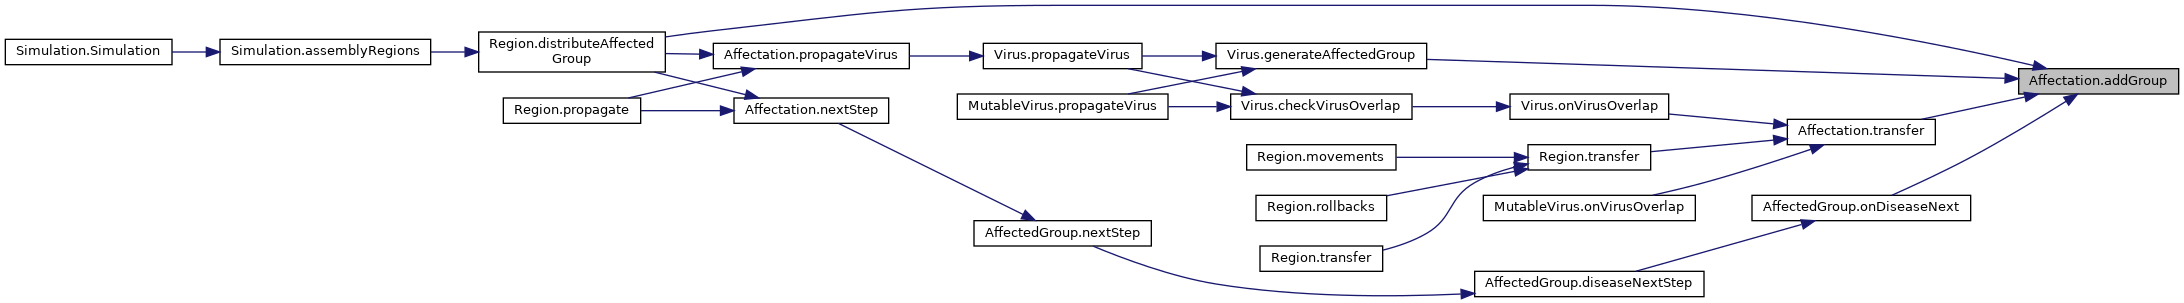 Simulation.Simulation
Simulation.assemblyRegions
Region.distributeAffected
Group
Affectation.propagateVirus
Virus.propagateVirus
Virus.generateAffectedGroup
Affectation.addGroup
Region.propagate
Affectation.nextStep
MutableVirus.propagateVirus
Virus.checkVirusOverlap
Virus.onVirusOverlap
Affectation.transfer
Region.movements
Region.transfer
Region.rollbacks
MutableVirus.onVirusOverlap
AffectedGroup.onDiseaseNext
AffectedGroup.nextStep
Region.transfer
AffectedGroup.diseaseNextStep